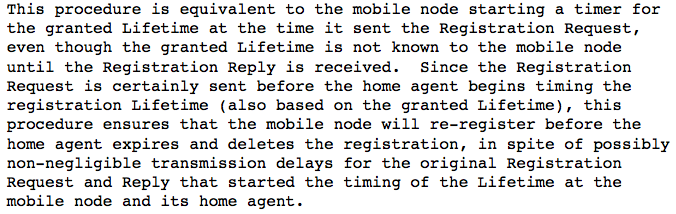 This procedure is equivalent to the mobile node starting a timer for
the granted Lifetime at the time it sent the Registration Request,
even though the granted Lifetime is not known to the mobile node
until the Registration Reply is received.  Since the Registration
Request is certainly sent before the home agent begins timing the
registration Lifetime (also based on the granted Lifetime), this
procedure ensures that the mobile node will re-register before the
home agent expires and deletes the registration, in spite of possibly
non-negligible transmission delays for the original Registration
Request and Reply that started the timing of the Lifetime at the
mobile node and its home agent.